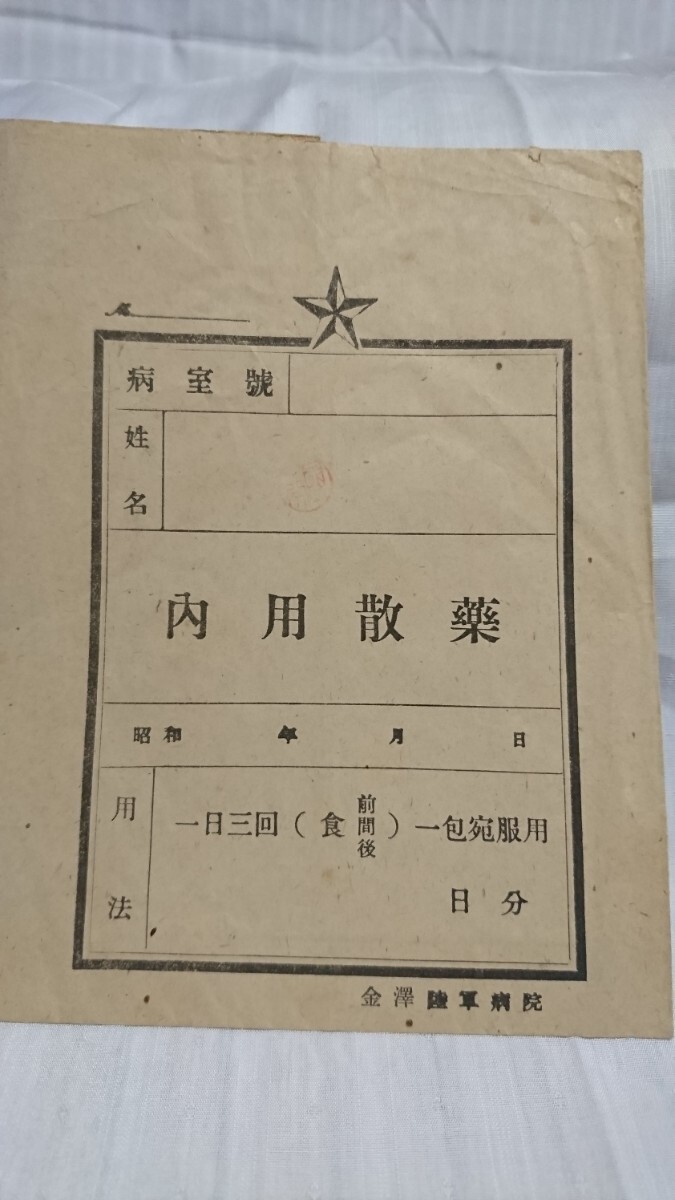 病室號
姓名
內用散藥
昭和　年　月　日
用法
一日三回（食前間後）一包宛服用
日分
金澤陸軍病院